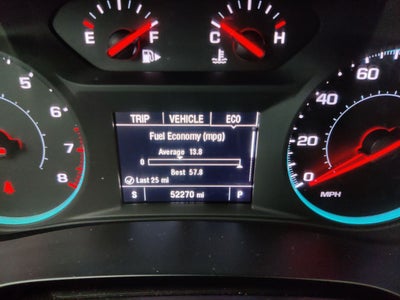 E F C H
TRIP VEHICLE ECO
Fuel Economy (mpg)
Average 13.8
0
Best 57.8
Last 25 mi
S 52270 mi P
5
6
7
8
0
20
40
60
70
MPH